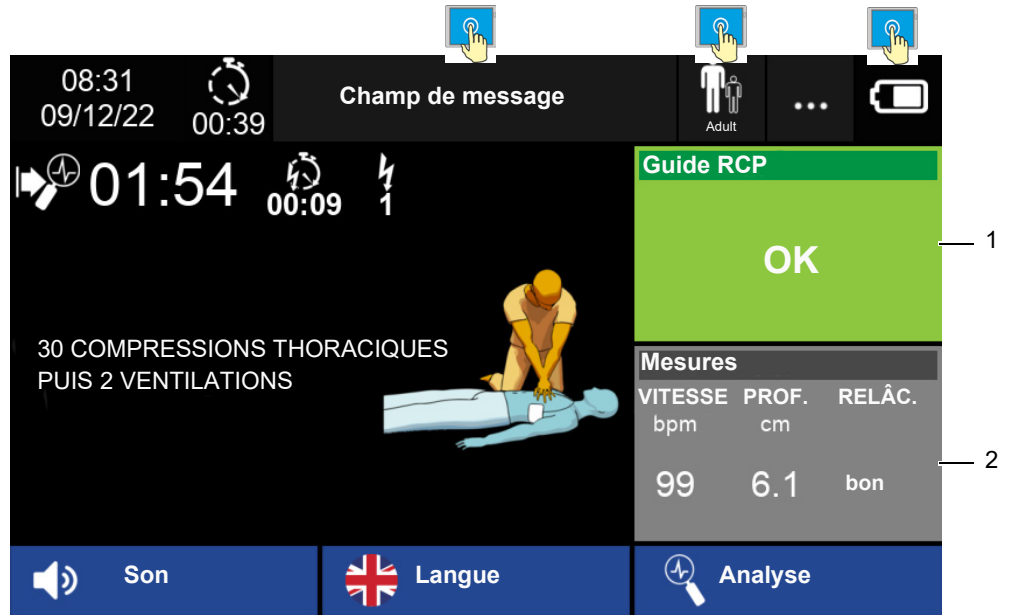 08:31
09/12/22
00:39
Champ de message
Adult
...
01:54
00:09
1
30 COMPRESSIONS THORACIQUES
PUIS 2 VENTILATIONS
Guide RCP
OK
1
Mesures
VITESSE PROF. RELÂC.
bpm cm
99 6.1 bon
2
Son
Langue
Analyse